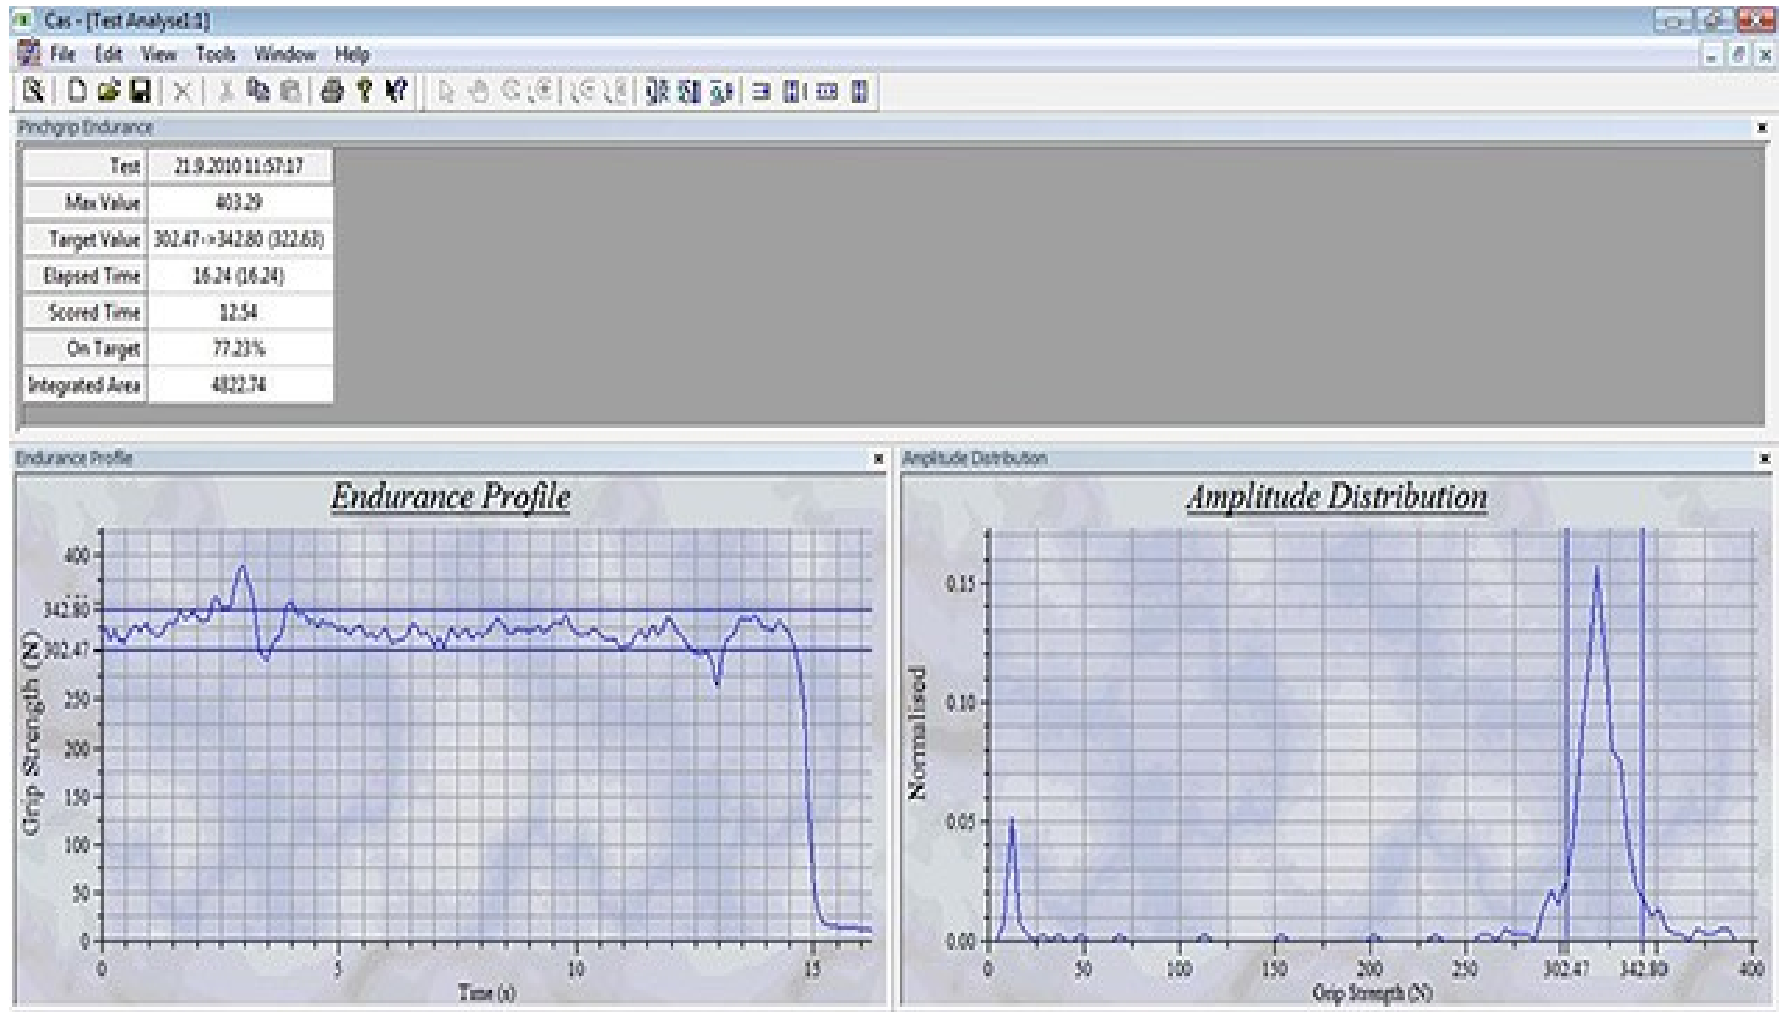 Cas - [Test Analyse1:1]
File Edit View Tools Window Help
Pinchgrip Endurance
Test 21.9.2010 11:57:17
Max Value 403.29
Target Value 302.47->342.80 (322.63)
Elapsed Time 16.24 (16.24)
Scored Time 12.54
On Target 77.23%
Integrated Area 4822.74
Endurance Profile
Endurance Profile
400
342.80
302.47
250
200
150
100
50
0
Grip Strength (N)
0 5 10 15
Time (s)
Amplitude Distribution
Amplitude Distribution
0.15
0.10
0.05
0.00
Normalised
0 50 100 150 200 250 302.47 342.80 400
Grip Strength (N)